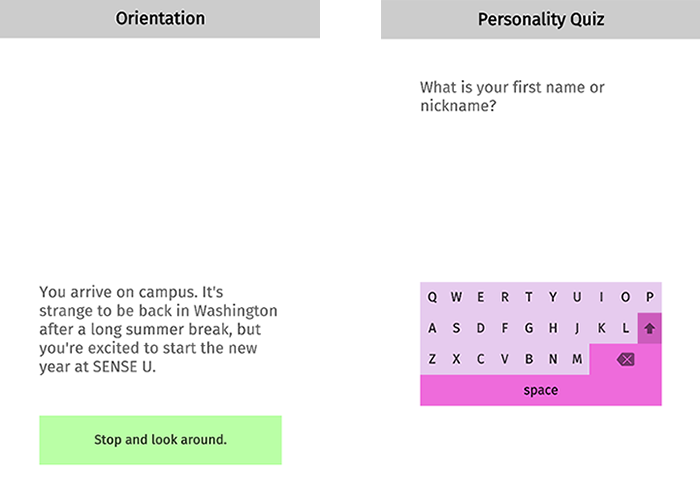 Orientation
You arrive on campus. It's
strange to be back in Washington
after a long summer break, but
you're excited to start the new
year at SENSE U.
Stop and look around.
Personality Quiz
What is your first name or
nickname?
Q W E R T Y U I O P
A S D F G H J K L
Z X C V B N M
space